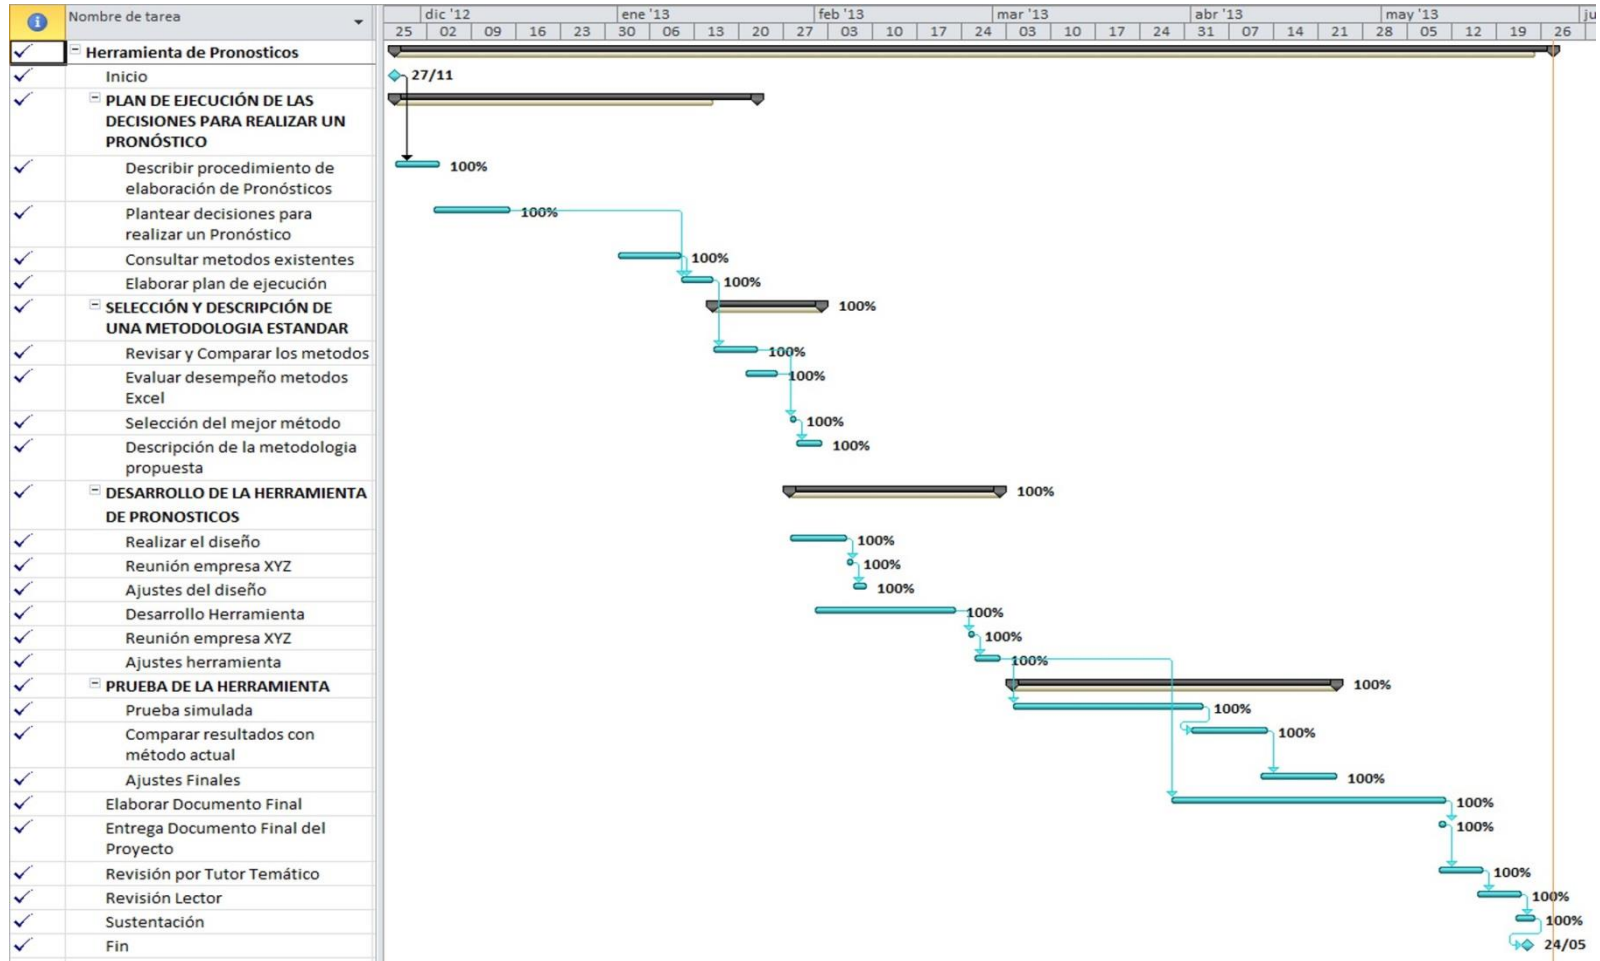 Nombre de tarea
dic '12 ene '13 feb '13 mar '13 abr '13 may '13 ju
25 02 09 16 23 30 06 13 20 27 03 10 17 24 03 10 17 24 31 07 14 21 28 05 12 19 26
Herramienta de Pronosticos
Inicio 27/11
PLAN DE EJECUCIÓN DE LAS
DECISIONES PARA REALIZAR UN
PRONÓSTICO
Describir procedimiento de 100%
elaboración de Pronósticos
Plantear decisiones para 100%
realizar un Pronóstico
Consultar metodos existentes 100%
Elaborar plan de ejecución 100%
SELECCIÓN Y DESCRIPCIÓN DE 100%
UNA METODOLOGIA ESTANDAR
Revisar y Comparar los metodos 100%
Evaluar desempeño metodos 100%
Excel
Selección del mejor método 100%
Descripción de la metodologia 100%
propuesta
DESARROLLO DE LA HERRAMIENTA 100%
DE PRONOSTICOS
Realizar el diseño 100%
Reunión empresa XYZ 100%
Ajustes del diseño 100%
Desarrollo Herramienta 100%
Reunión empresa XYZ 100%
Ajustes herramienta 100%
PRUEBA DE LA HERRAMIENTA 100%
Prueba simulada 100%
Comparar resultados con 100%
método actual
Ajustes Finales 100%
Elaborar Documento Final 100%
Entrega Documento Final del 100%
Proyecto
Revisión por Tutor Temático 100%
Revisión Lector 100%
Sustentación 100%
Fin 24/05